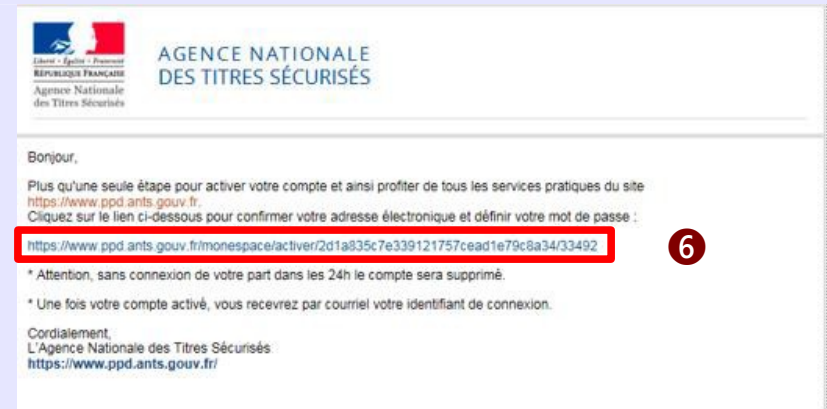 Liberté • Égalité • Fraternité
RÉPUBLIQUE FRANÇAISE
Agence Nationale
des Titres Sécurisés
AGENCE NATIONALE
DES TITRES SÉCURISÉS
Bonjour,
Plus qu'une seule étape pour activer votre compte et ainsi profiter de tous les services pratiques du site
https://www.ppd.ants.gouv.fr.
Cliquez sur le lien ci-dessous pour confirmer votre adresse électronique et définir votre mot de passe :
https://www.ppd.ants.gouv.fr/monespace/activer/2d1a835c7e339121757cead1e79c8a34/33492
6
* Attention, sans connexion de votre part dans les 24h le compte sera supprimé.
* Une fois votre compte activé, vous recevrez par courriel votre identifiant de connexion.
Cordialement,
L'Agence Nationale des Titres Sécurisés
https://www.ppd.ants.gouv.fr/